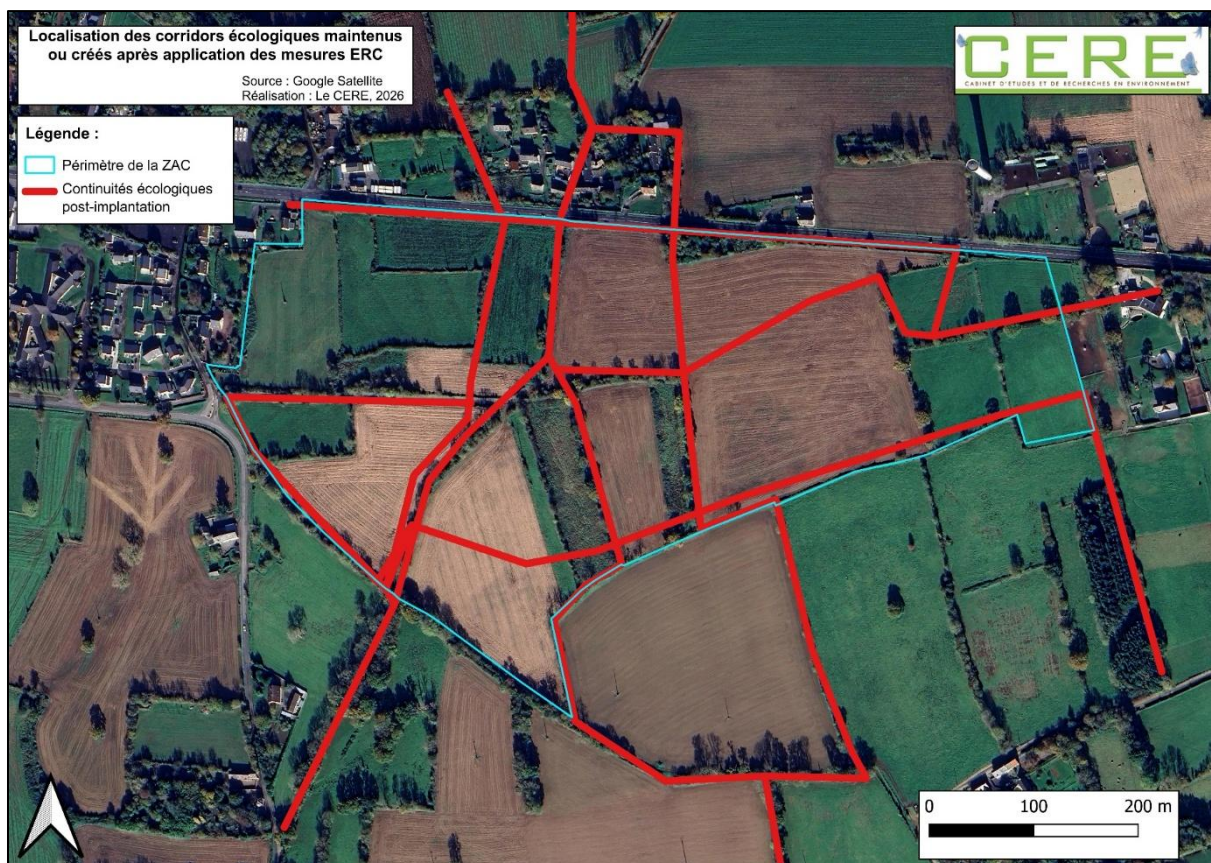 Localisation des corridors écologiques maintenus
ou créés après application des mesures ERC
Source : Google Satellite
Réalisation : Le CERE, 2026
CERE
CABINET D'ETUDES ET DE RECHERCHES EN ENVIRONNEMENT
Légende :
Périmètre de la ZAC
Continuités écologiques
post-implantation
0 100 200 m